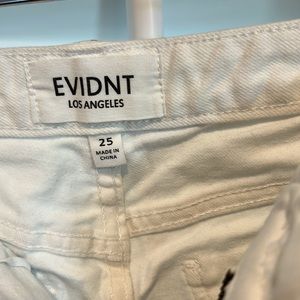 EVIDNT
LOS ANGELES
25
MADE IN
CHINA